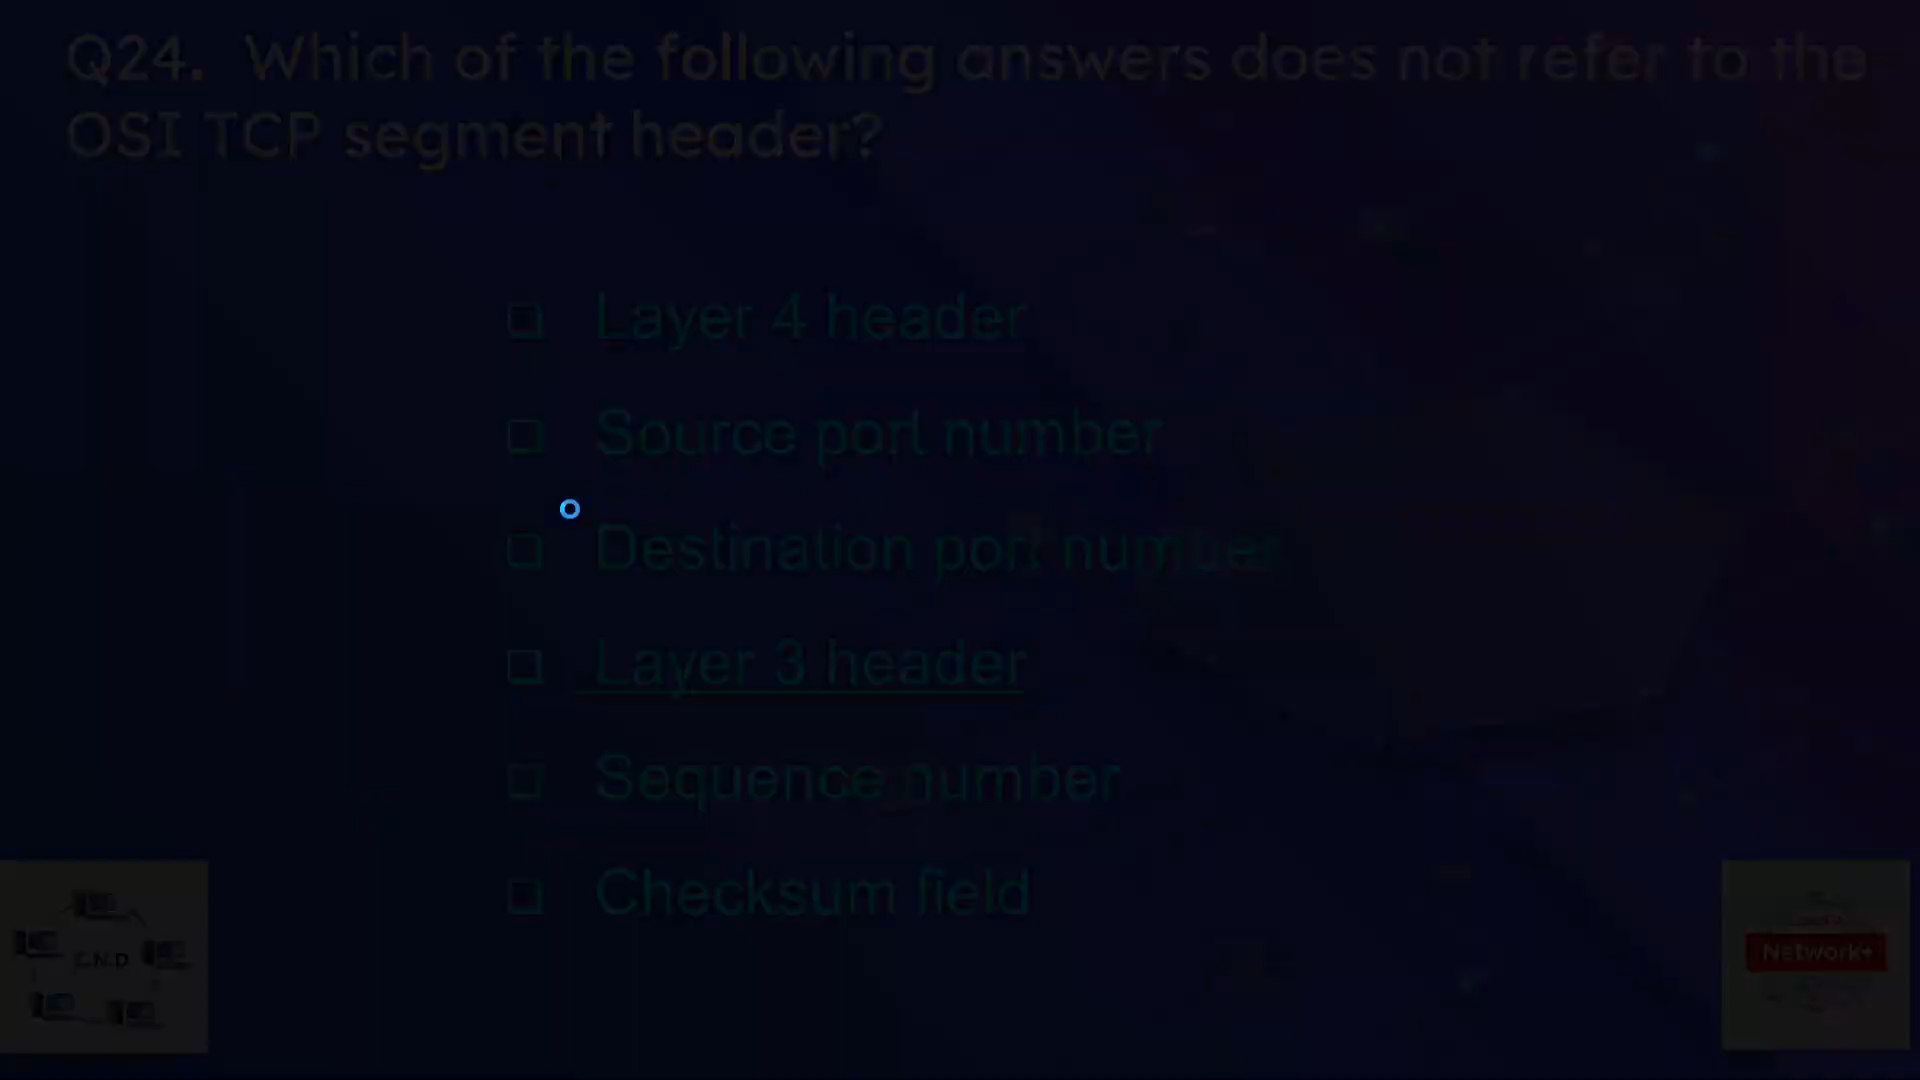 Q24. Which of the following answers does not refer to the
OSI TCP segment header?
Layer 4 header
Source port number
Destination port number
Layer 3 header
Sequence number
Checksum field
Network+